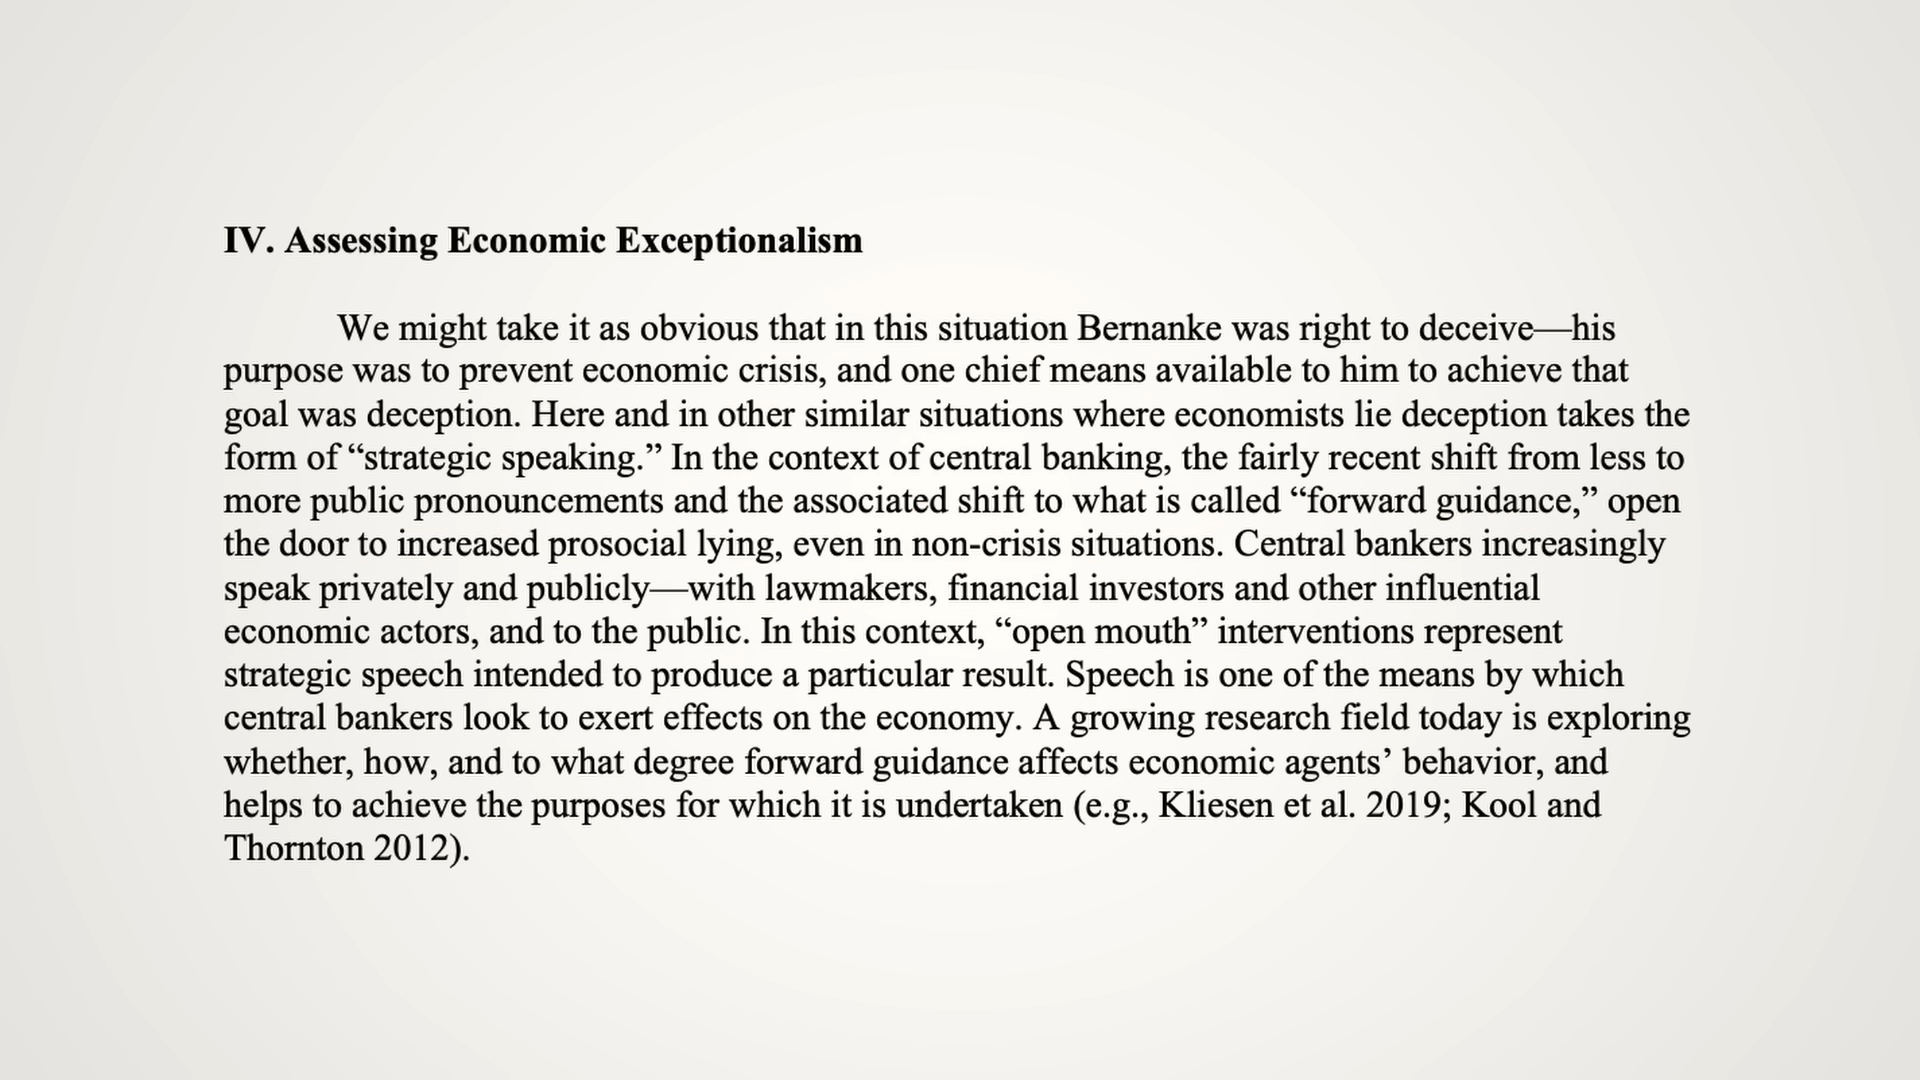 IV. Assessing Economic Exceptionalism
We might take it as obvious that in this situation Bernanke was right to deceive—his
purpose was to prevent economic crisis, and one chief means available to him to achieve that
goal was deception. Here and in other similar situations where economists lie deception takes the
form of “strategic speaking.” In the context of central banking, the fairly recent shift from less to
more public pronouncements and the associated shift to what is called “forward guidance,” open
the door to increased prosocial lying, even in non-crisis situations. Central bankers increasingly
speak privately and publicly—with lawmakers, financial investors and other influential
economic actors, and to the public. In this context, “open mouth” interventions represent
strategic speech intended to produce a particular result. Speech is one of the means by which
central bankers look to exert effects on the economy. A growing research field today is exploring
whether, how, and to what degree forward guidance affects economic agents’ behavior, and
helps to achieve the purposes for which it is undertaken (e.g., Kliesen et al. 2019; Kool and
Thornton 2012).